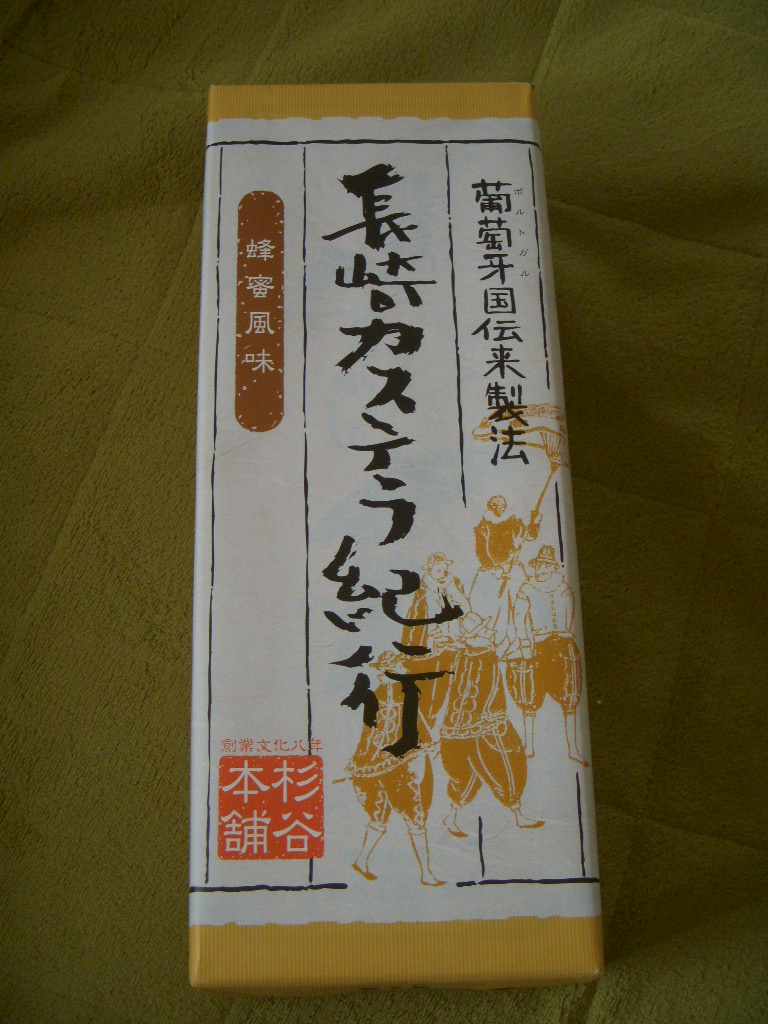 葡萄牙国伝来製法
ポルトガル
長崎カステラ紀行
蜂蜜風味
創業文化八年
杉谷
本舗